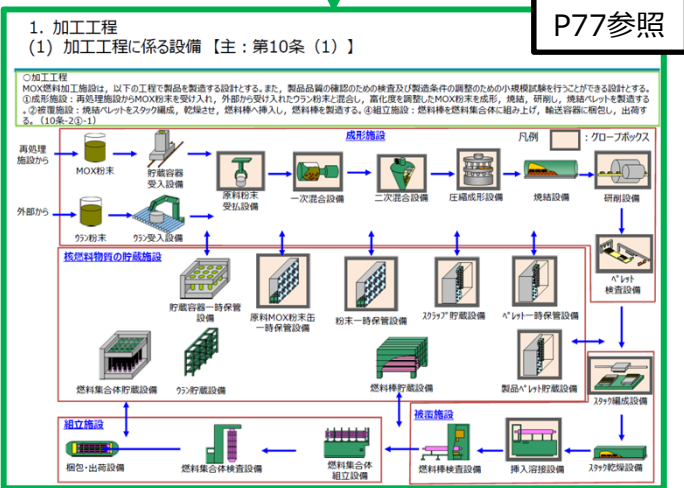 P77参照
1. 加工工程
(1) 加工工程に係る設備 【主：第10条（1）】
○加工工程
MOX燃料加工施設は，以下の工程で製品を製造する設計とする。また，製品品質の確認のための検査及び製造条件の調整のための小規模試験を行うことができる設計とする。
①成形施設：再処理施設からMOX粉末を受け入れ，外部から受け入れたウラン粉末と混合し，富化度を調整したMOX粉末を成形，焼結，研削し，焼結ペレットを製造する
。②被覆施設：焼結ペレットをスタック編成，乾燥させ，燃料棒へ挿入し，燃料棒を製造する。④組立施設：燃料棒を燃料集合体に組み上げ，輸送容器に梱包し，出荷す
る。（10条-2①-1）
成形施設
凡例
：グローブボックス
再処理
施設から
MOX粉末
貯蔵容器
受入設備
原料粉末
受払設備
一次混合設備
二次混合設備
圧縮成形設備
焼結設備
研削設備
外部から
ウラン粉末
ウラン受入設備
ペレット
検査設備
核燃料物質の貯蔵施設
貯蔵容器一時保管
設備
原料MOX粉末缶
一時保管設備
粉末一時保管設備
スクラップ貯蔵設備
ペレット一時保管設備
燃料集合体貯蔵設備
ウラン貯蔵設備
燃料棒貯蔵設備
製品ペレット貯蔵設備
スタック編成設備
組立施設
被覆施設
梱包・出荷設備
燃料集合体検査設備
燃料集合体
組立設備
燃料棒検査設備
挿入溶接設備
スタック乾燥設備